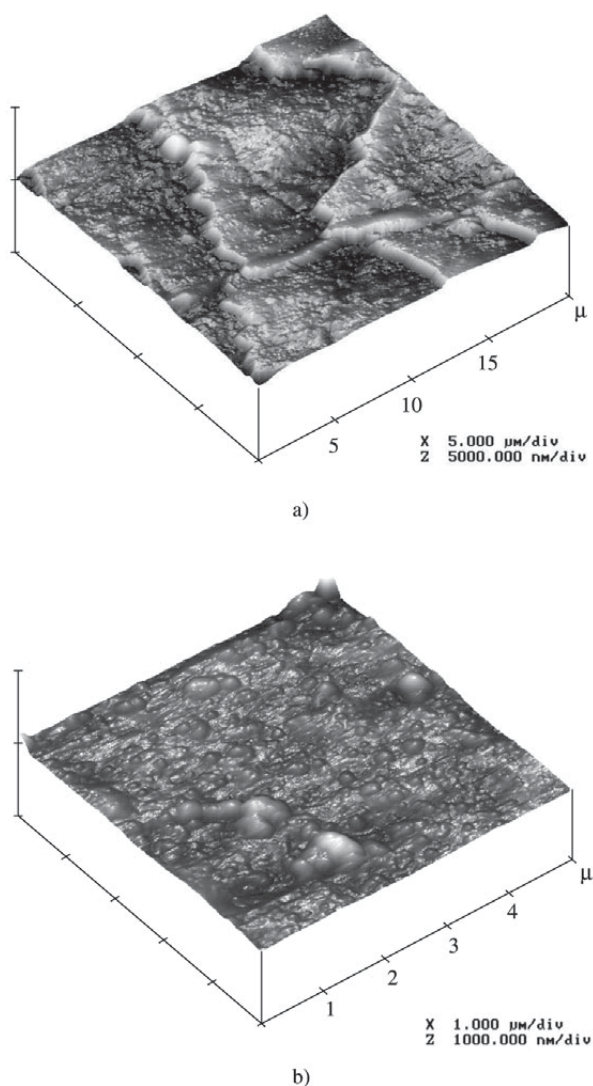 µ
15
10
5
X 5.000 µm/div
Z 5000.000 nm/div
a)
µ
4
3
2
1
X 1.000 µm/div
Z 1000.000 nm/div
b)